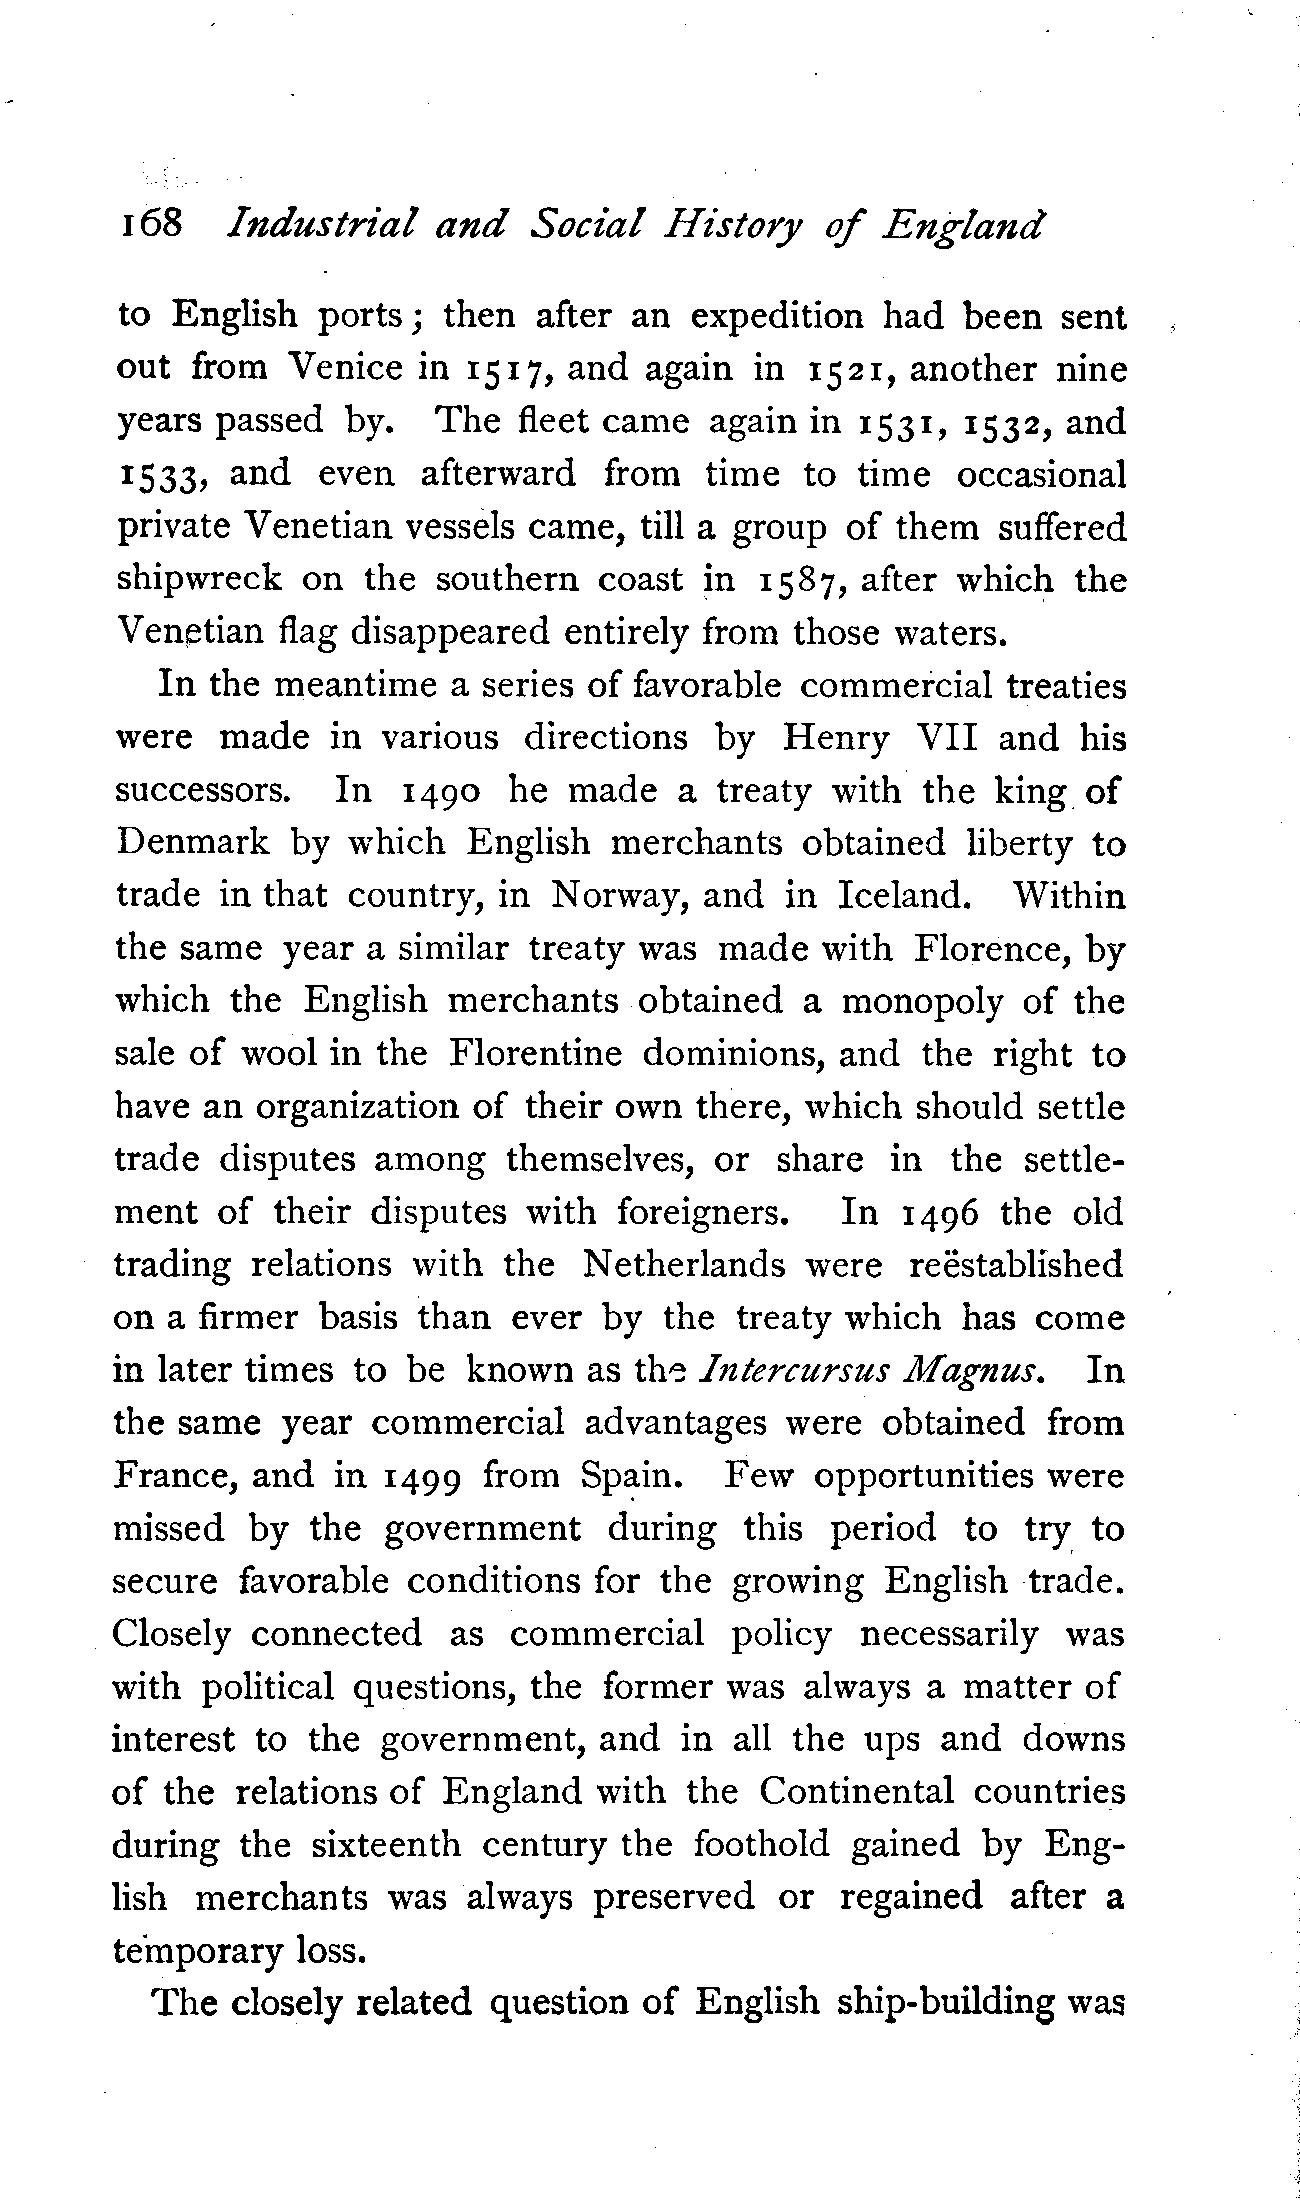 168 Industrial and Social History of England
to English ports; then after an expedition had been sent
out from Venice in 1517, and again in 1521, another nine
years passed by. The fleet came again in 1531, 1532, and
1533, and even afterward from time to time occasional
private Venetian vessels came, till a group of them suffered
shipwreck on the southern coast in 1587, after which the
Venetian flag disappeared entirely from those waters.
In the meantime a series of favorable commercial treaties
were made in various directions by Henry VII and his
successors. In 1490 he made a treaty with the king of
Denmark by which English merchants obtained liberty to
trade in that country, in Norway, and in Iceland. Within
the same year a similar treaty was made with Florence, by
which the English merchants obtained a monopoly of the
sale of wool in the Florentine dominions, and the right to
have an organization of their own there, which should settle
trade disputes among themselves, or share in the settle-
ment of their disputes with foreigners. In 1496 the old
trading relations with the Netherlands were reëstablished
on a firmer basis than ever by the treaty which has come
in later times to be known as the Intercursus Magnus. In
the same year commercial advantages were obtained from
France, and in 1499 from Spain. Few opportunities were
missed by the government during this period to try to
secure favorable conditions for the growing English trade.
Closely connected as commercial policy necessarily was
with political questions, the former was always a matter of
interest to the government, and in all the ups and downs
of the relations of England with the Continental countries
during the sixteenth century the foothold gained by Eng-
lish merchants was always preserved or regained after a
temporary loss.
The closely related question of English ship-building was